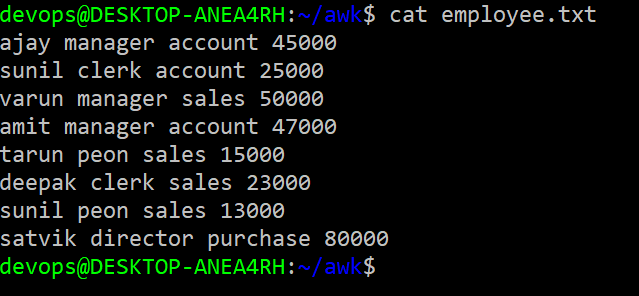 devops@DESKTOP-ANEA4RH:~/awk$ cat employee.txt
ajay manager account 45000
sunil clerk account 25000
varun manager sales 50000
amit manager account 47000
tarun peon sales 15000
deepak clerk sales 23000
sunil peon sales 13000
satvik director purchase 80000
devops@DESKTOP-ANEA4RH:~/awk$